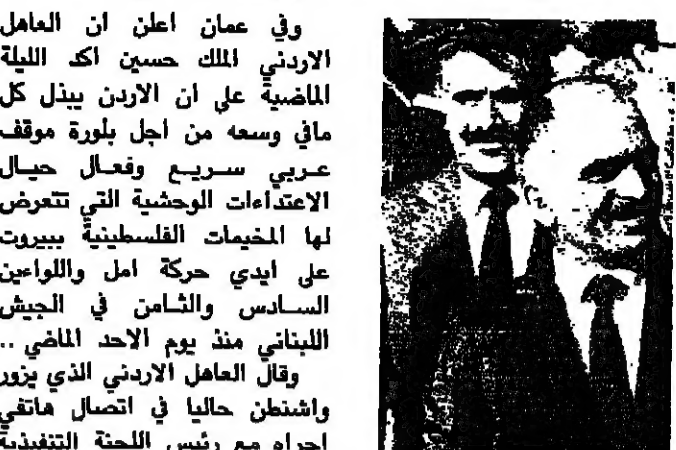 وفي عمان اعلن ان العاهل
الاردني الملك حسين اكد الليلة
الماضية على ان الاردن يبذل كل
مافي وسعه من اجل بلورة موقف
عربي سريع وفعال حيال
الاعتداءات الوحشية التي تتعرض
لها المخيمات الفلسطينية ببيروت
على ايدي حركة امل واللواءين
السادس والثامن في الجيش
اللبناني منذ يوم الاحد الماضي ..
وقال العاهل الاردني الذي يزور
واشنطن حاليا في اتصال هاتفي
اجراه مع رئيس اللجنة التنفيذية